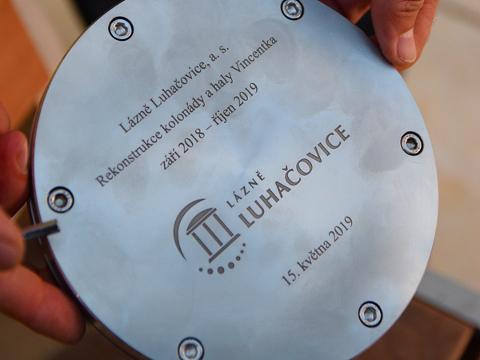 Lázně Luhačovice, a. s.
Rekonstrukce kolonády a haly Vincentka
září 2018 – říjen 2019
LÁZNĚ
LUHAČOVICE
15. května 2019